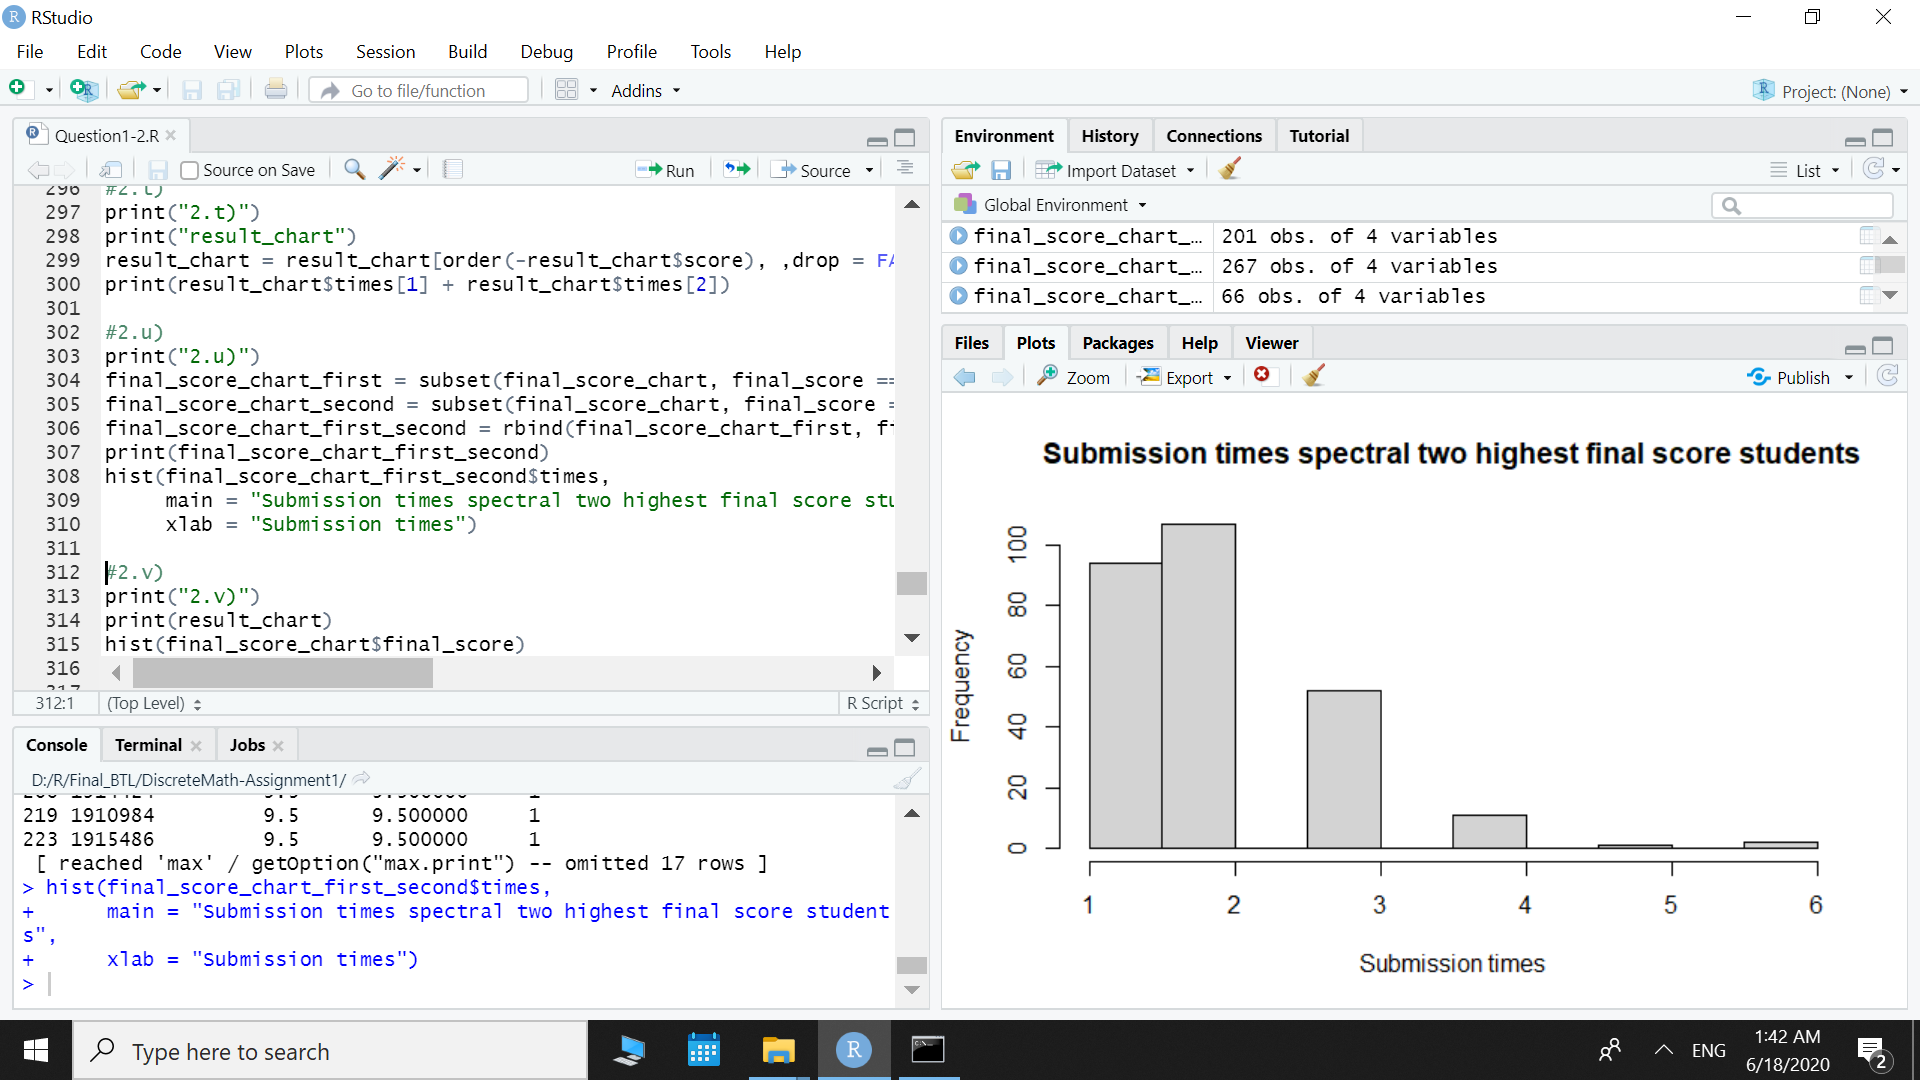 RStudio
File Edit Code View Plots Session Build Debug Profile Tools Help
Go to file/function Addins Project: (None)
Question1-2.R
Source on Save Run Source
296 #2.t)
297 print("2.t)")
298 print("result_chart")
299 result_chart = result_chart[order(-result_chart$score), ,drop = FA
300 print(result_chart$times[1] + result_chart$times[2])
301
302 #2.u)
303 print("2.u)")
304 final_score_chart_first = subset(final_score_chart, final_score ==
305 final_score_chart_second = subset(final_score_chart, final_score =
306 final_score_chart_first_second = rbind(final_score_chart_first, fi
307 print(final_score_chart_first_second)
308 hist(final_score_chart_first_second$times,
309 main = "Submission times spectral two highest final score stu
310 xlab = "Submission times")
311
312 #2.v)
313 print("2.v)")
314 print(result_chart)
315 hist(final_score_chart$final_score)
316
317
312:1 (Top Level) R Script
Console Terminal Jobs
D:/R/Final_BTL/DiscreteMath-Assignment1/
219 1910984 9.5 9.500000 1
223 1915486 9.5 9.500000 1
[ reached 'max' / getOption("max.print") -- omitted 17 rows ]
> hist(final_score_chart_first_second$times,
+ main = "Submission times spectral two highest final score student
s",
+ xlab = "Submission times")
>
Environment History Connections Tutorial
Import Dataset List
Global Environment
final_score_chart_… 201 obs. of 4 variables
final_score_chart_… 267 obs. of 4 variables
final_score_chart_… 66 obs. of 4 variables
Files Plots Packages Help Viewer
Zoom Export Publish
Submission times spectral two highest final score students
Frequency
100
80
60
40
20
0
1 2 3 4 5 6
Submission times
Type here to search
R
C:\_
ENG
1:42 AM
6/18/2020
2